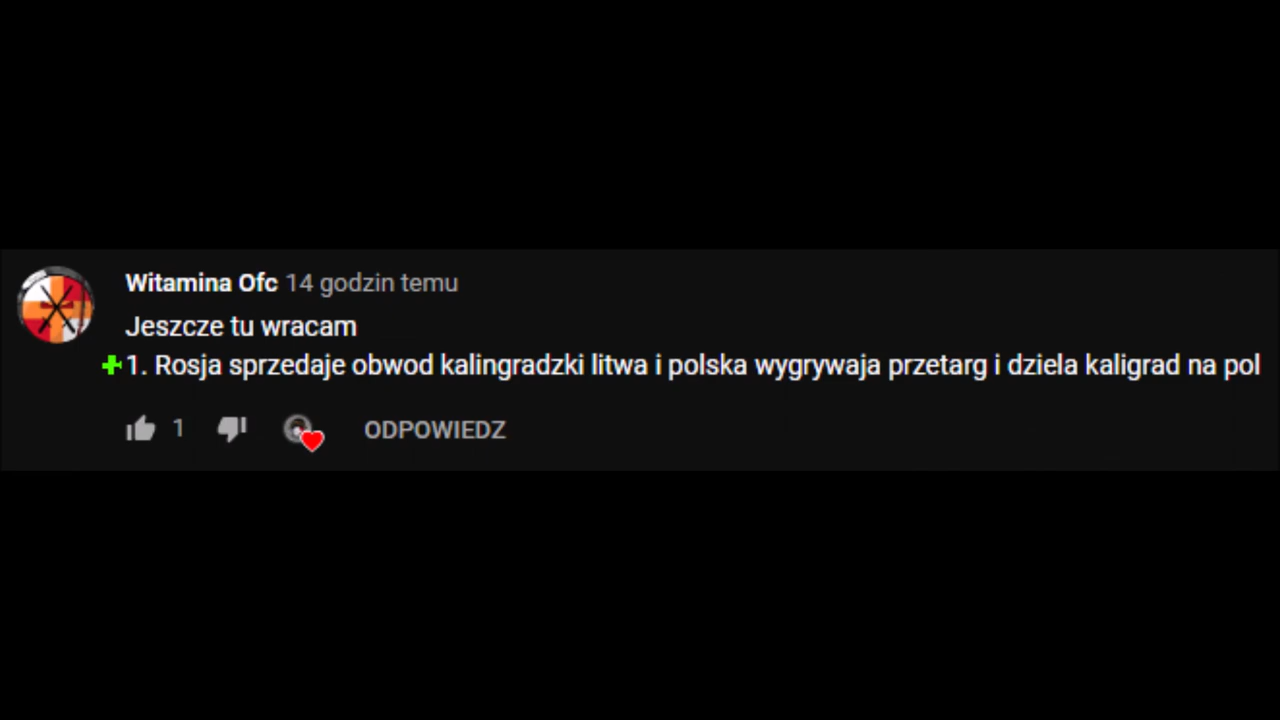 Witamina Ofc 14 godzin temu
Jeszcze tu wracam
1. Rosja sprzedaje obwod kalingradzki litwa i polska wygrywaja przetarg i dziela kaligrad na pol
1 ODPOWIEDZ